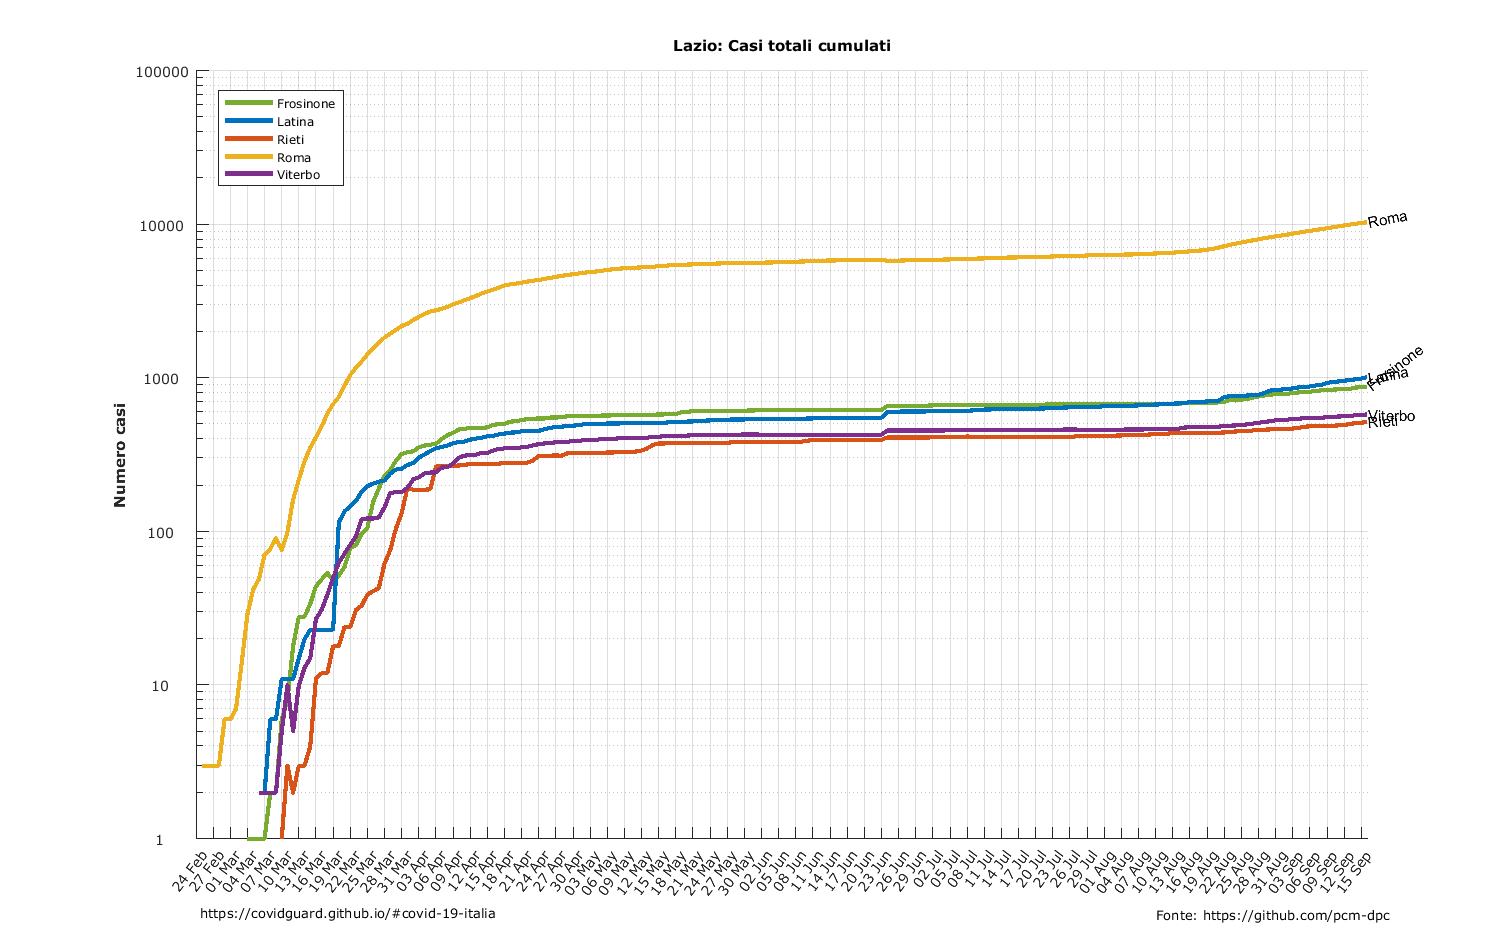 Lazio: Casi totali cumulati
100000
10000
1000
100
10
1
Numero casi
Frosinone
Latina
Rieti
Roma
Viterbo
Roma
Frosinone
Latina
Viterbo
Rieti
24 Feb
27 Feb
01 Mar
04 Mar
07 Mar
10 Mar
13 Mar
16 Mar
19 Mar
22 Mar
25 Mar
28 Mar
31 Mar
03 Apr
06 Apr
09 Apr
12 Apr
15 Apr
18 Apr
21 Apr
24 Apr
27 Apr
30 Apr
03 May
06 May
09 May
12 May
15 May
18 May
21 May
24 May
27 May
30 May
02 Jun
05 Jun
08 Jun
11 Jun
14 Jun
17 Jun
20 Jun
23 Jun
26 Jun
29 Jun
02 Jul
05 Jul
08 Jul
11 Jul
14 Jul
17 Jul
20 Jul
23 Jul
26 Jul
29 Jul
01 Aug
04 Aug
07 Aug
10 Aug
13 Aug
16 Aug
19 Aug
22 Aug
25 Aug
28 Aug
31 Aug
03 Sep
06 Sep
09 Sep
12 Sep
15 Sep
https://covidguard.github.io/#covid-19-italia
Fonte: https://github.com/pcm-dpc